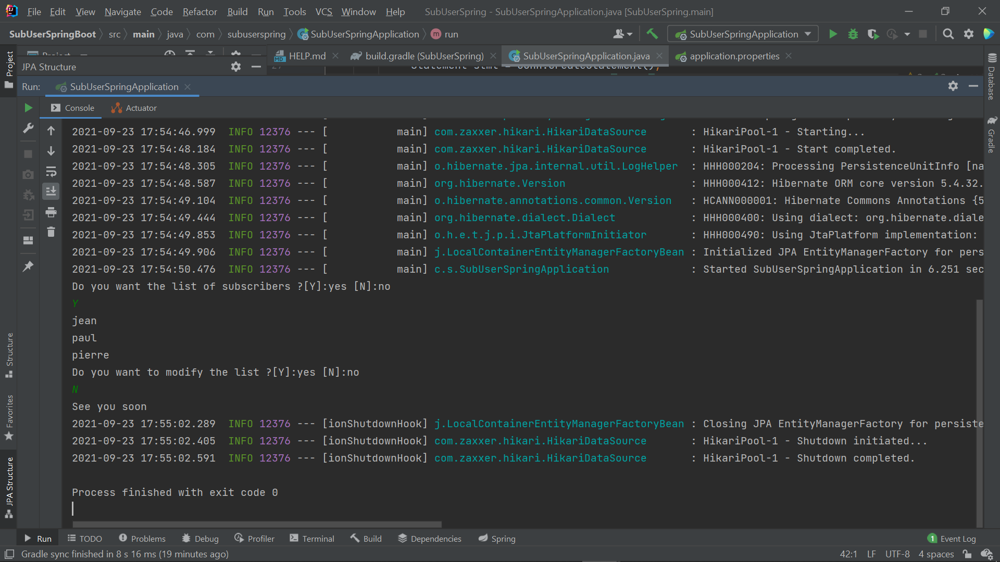 File Edit View Navigate Code Refactor Build Run Tools VCS Window Help SubUserSpring - SubUserSpringApplication.java [SubUserSpring.main]
SubUserSpringBoot src main java com subuserspring SubUserSpringApplication m run SubUserSpringApplication
Project
HELP.md build.gradle (SubUserSpring) SubUserSpringApplication.java application.properties
JPA Structure
27 Statement stmt = conn.createStatement();
Run: SubUserSpringApplication
Console Actuator
2021-09-23 17:54:46.999 INFO 12376 --- [ main] com.zaxxer.hikari.HikariDataSource : HikariPool-1 - Starting...
2021-09-23 17:54:48.184 INFO 12376 --- [ main] com.zaxxer.hikari.HikariDataSource : HikariPool-1 - Start completed.
2021-09-23 17:54:48.305 INFO 12376 --- [ main] o.hibernate.jpa.internal.util.LogHelper : HHH000204: Processing PersistenceUnitInfo [na
2021-09-23 17:54:48.587 INFO 12376 --- [ main] org.hibernate.Version : HHH000412: Hibernate ORM core version 5.4.32.
2021-09-23 17:54:49.104 INFO 12376 --- [ main] o.hibernate.annotations.common.Version : HCANN000001: Hibernate Commons Annotations {5
2021-09-23 17:54:49.444 INFO 12376 --- [ main] org.hibernate.dialect.Dialect : HHH000400: Using dialect: org.hibernate.diale
2021-09-23 17:54:49.853 INFO 12376 --- [ main] o.h.e.t.j.p.i.JtaPlatformInitiator : HHH000490: Using JtaPlatform implementation:
2021-09-23 17:54:49.906 INFO 12376 --- [ main] j.LocalContainerEntityManagerFactoryBean : Initialized JPA EntityManagerFactory for pers
2021-09-23 17:54:50.476 INFO 12376 --- [ main] c.s.SubUserSpringApplication : Started SubUserSpringApplication in 6.251 sec
Do you want the list of subscribers ?[Y]:yes [N]:no
Y
jean
paul
pierre
Do you want to modify the list ?[Y]:yes [N]:no
N
See you soon
2021-09-23 17:55:02.289 INFO 12376 --- [ionShutdownHook] j.LocalContainerEntityManagerFactoryBean : Closing JPA EntityManagerFactory for persiste
2021-09-23 17:55:02.405 INFO 12376 --- [ionShutdownHook] com.zaxxer.hikari.HikariDataSource : HikariPool-1 - Shutdown initiated...
2021-09-23 17:55:02.591 INFO 12376 --- [ionShutdownHook] com.zaxxer.hikari.HikariDataSource : HikariPool-1 - Shutdown completed.
Process finished with exit code 0
Project
Structure
Favorites
JPA Structure
Database
Gradle
Run TODO Problems Debug Profiler Terminal Build Dependencies Spring 1 Event Log
Gradle sync finished in 8 s 16 ms (19 minutes ago) 42:1 LF UTF-8 4 spaces